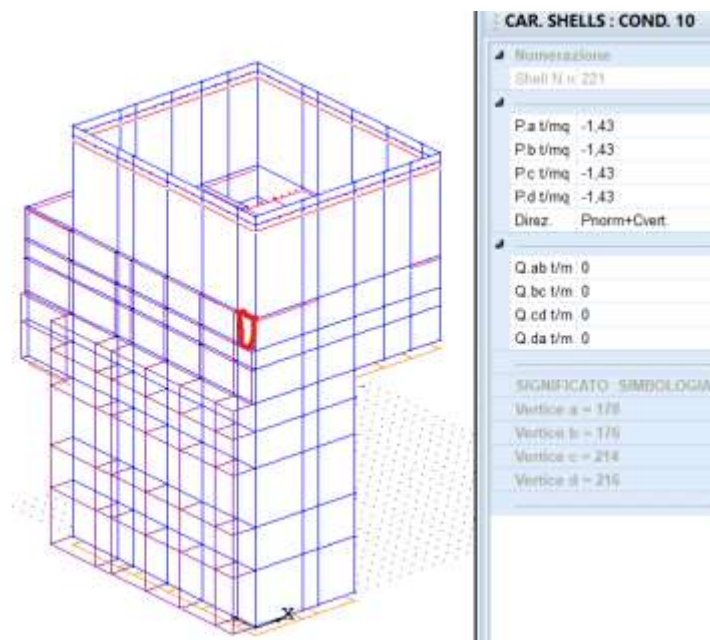 CAR. SHELLS : COND. 10
Numerazione
Shell N = 221
P.a t/mq -1,43
P.b t/mq -1,43
P.c t/mq -1,43
P.d t/mq -1,43
Direz. Pnorm+Cvert.
Q.ab t/m 0
Q.bc t/m 0
Q.cd t/m 0
Q.da t/m 0
SIGNIFICATO SIMBOLOGIA
Vertice a = 178
Vertice b = 176
Vertice c = 214
Vertice d = 216
X